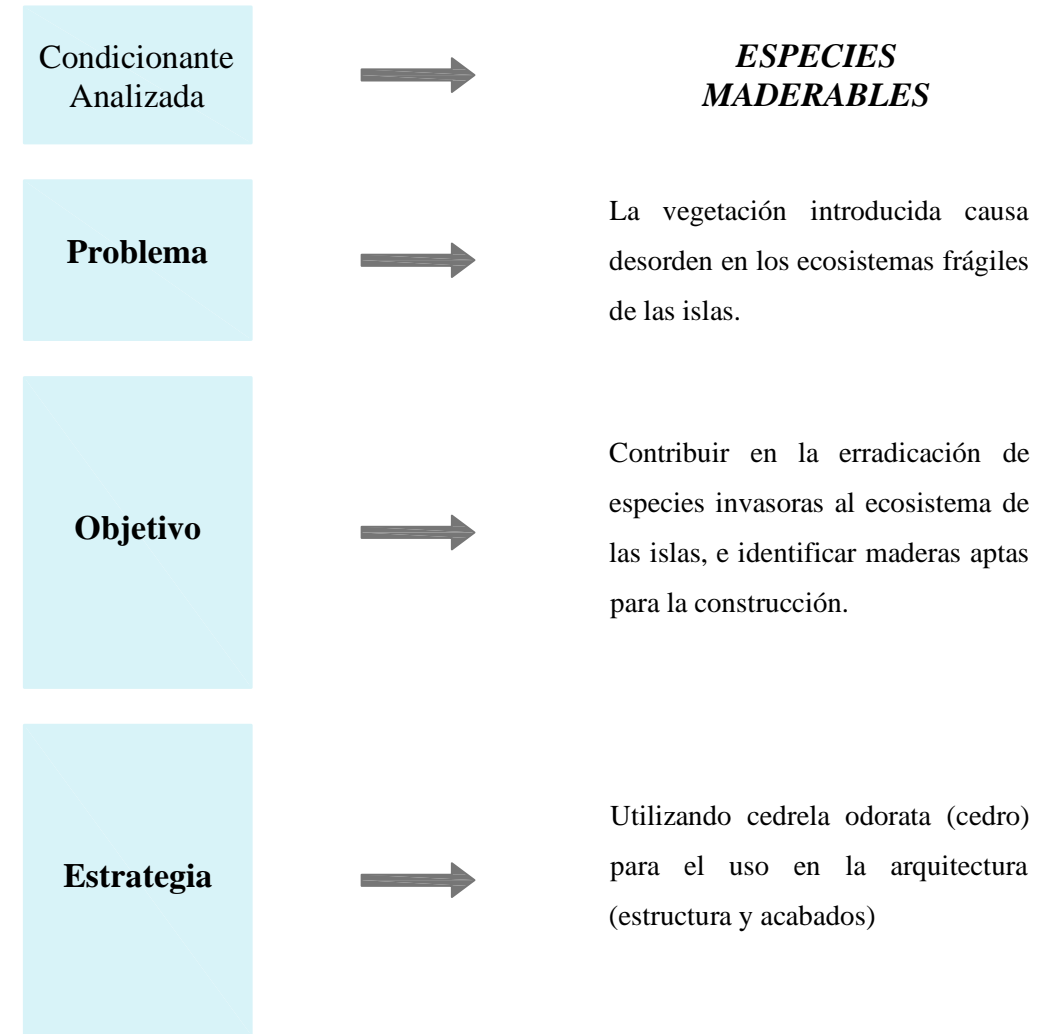 Condicionante
Analizada
ESPECIES
MADERABLES
Problema
La vegetación introducida causa
desorden en los ecosistemas frágiles
de las islas.
Objetivo
Contribuir en la erradicación de
especies invasoras al ecosistema de
las islas, e identificar maderas aptas
para la construcción.
Estrategia
Utilizando cedrela odorata (cedro)
para el uso en la arquitectura
(estructura y acabados)